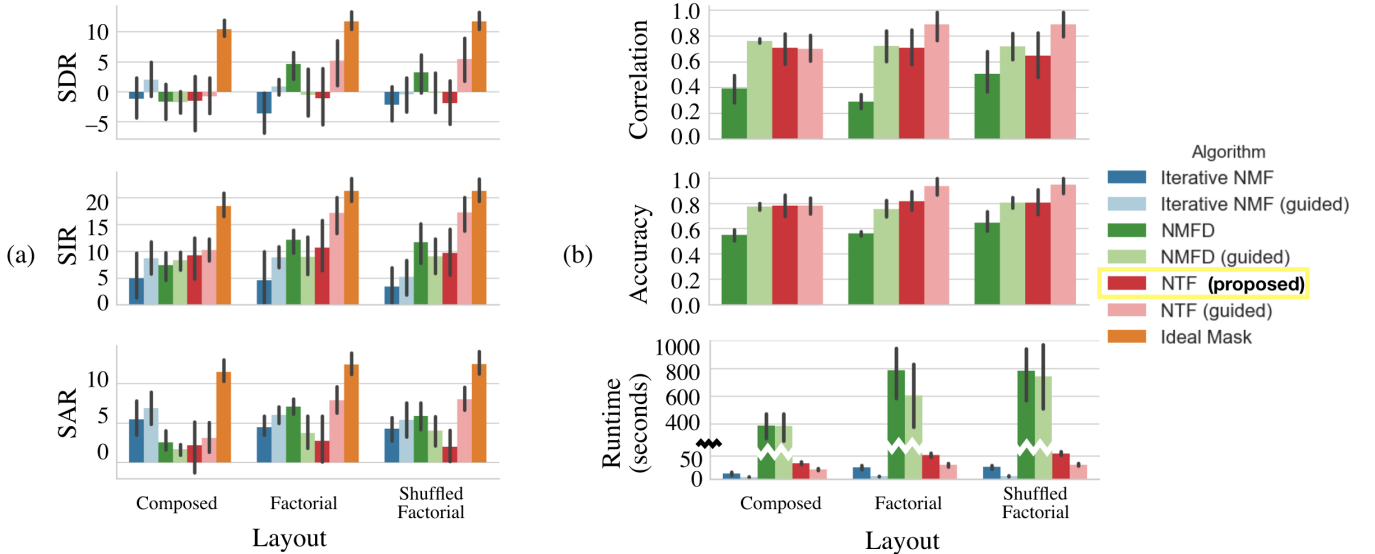 (a)
SDR
10
5
0
−5
SIR
20
15
10
5
0
SAR
10
5
0
Composed
Factorial
Shuffled
Factorial
Layout
(b)
Correlation
1.0
0.8
0.6
0.4
0.2
0.0
Accuracy
1.0
0.8
0.6
0.4
0.2
0.0
Runtime
(seconds)
1000
800
600
400
50
0
Composed
Factorial
Shuffled
Factorial
Layout
Algorithm
Iterative NMF
Iterative NMF (guided)
NMFD
NMFD (guided)
NTF (proposed)
NTF (guided)
Ideal Mask